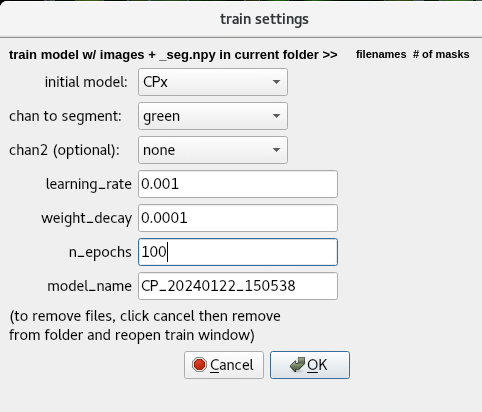 train settings
train model w/ images + _seg.npy in current folder >> filenames # of masks
initial model: CPx
chan to segment: green
chan2 (optional): none
learning_rate 0.001
weight_decay 0.0001
n_epochs 100
model_name CP_20240122_150538
(to remove files, click cancel then remove
from folder and reopen train window)
Cancel OK